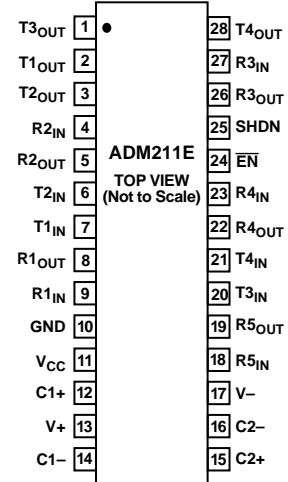 T3OUT 1 28 T4OUT
T1OUT 2 27 R3IN
T2OUT 3 26 R3OUT
R2IN 4 25 SHDN
R2OUT 5 24 E̅N̅
T2IN 6 23 R4IN
T1IN 7 22 R4OUT
R1OUT 8 21 T4IN
R1IN 9 20 T3IN
GND 10 19 R5OUT
VCC 11 18 R5IN
C1+ 12 17 V–
V+ 13 16 C2–
C1– 14 15 C2+
ADM211E
TOP VIEW
(Not to Scale)